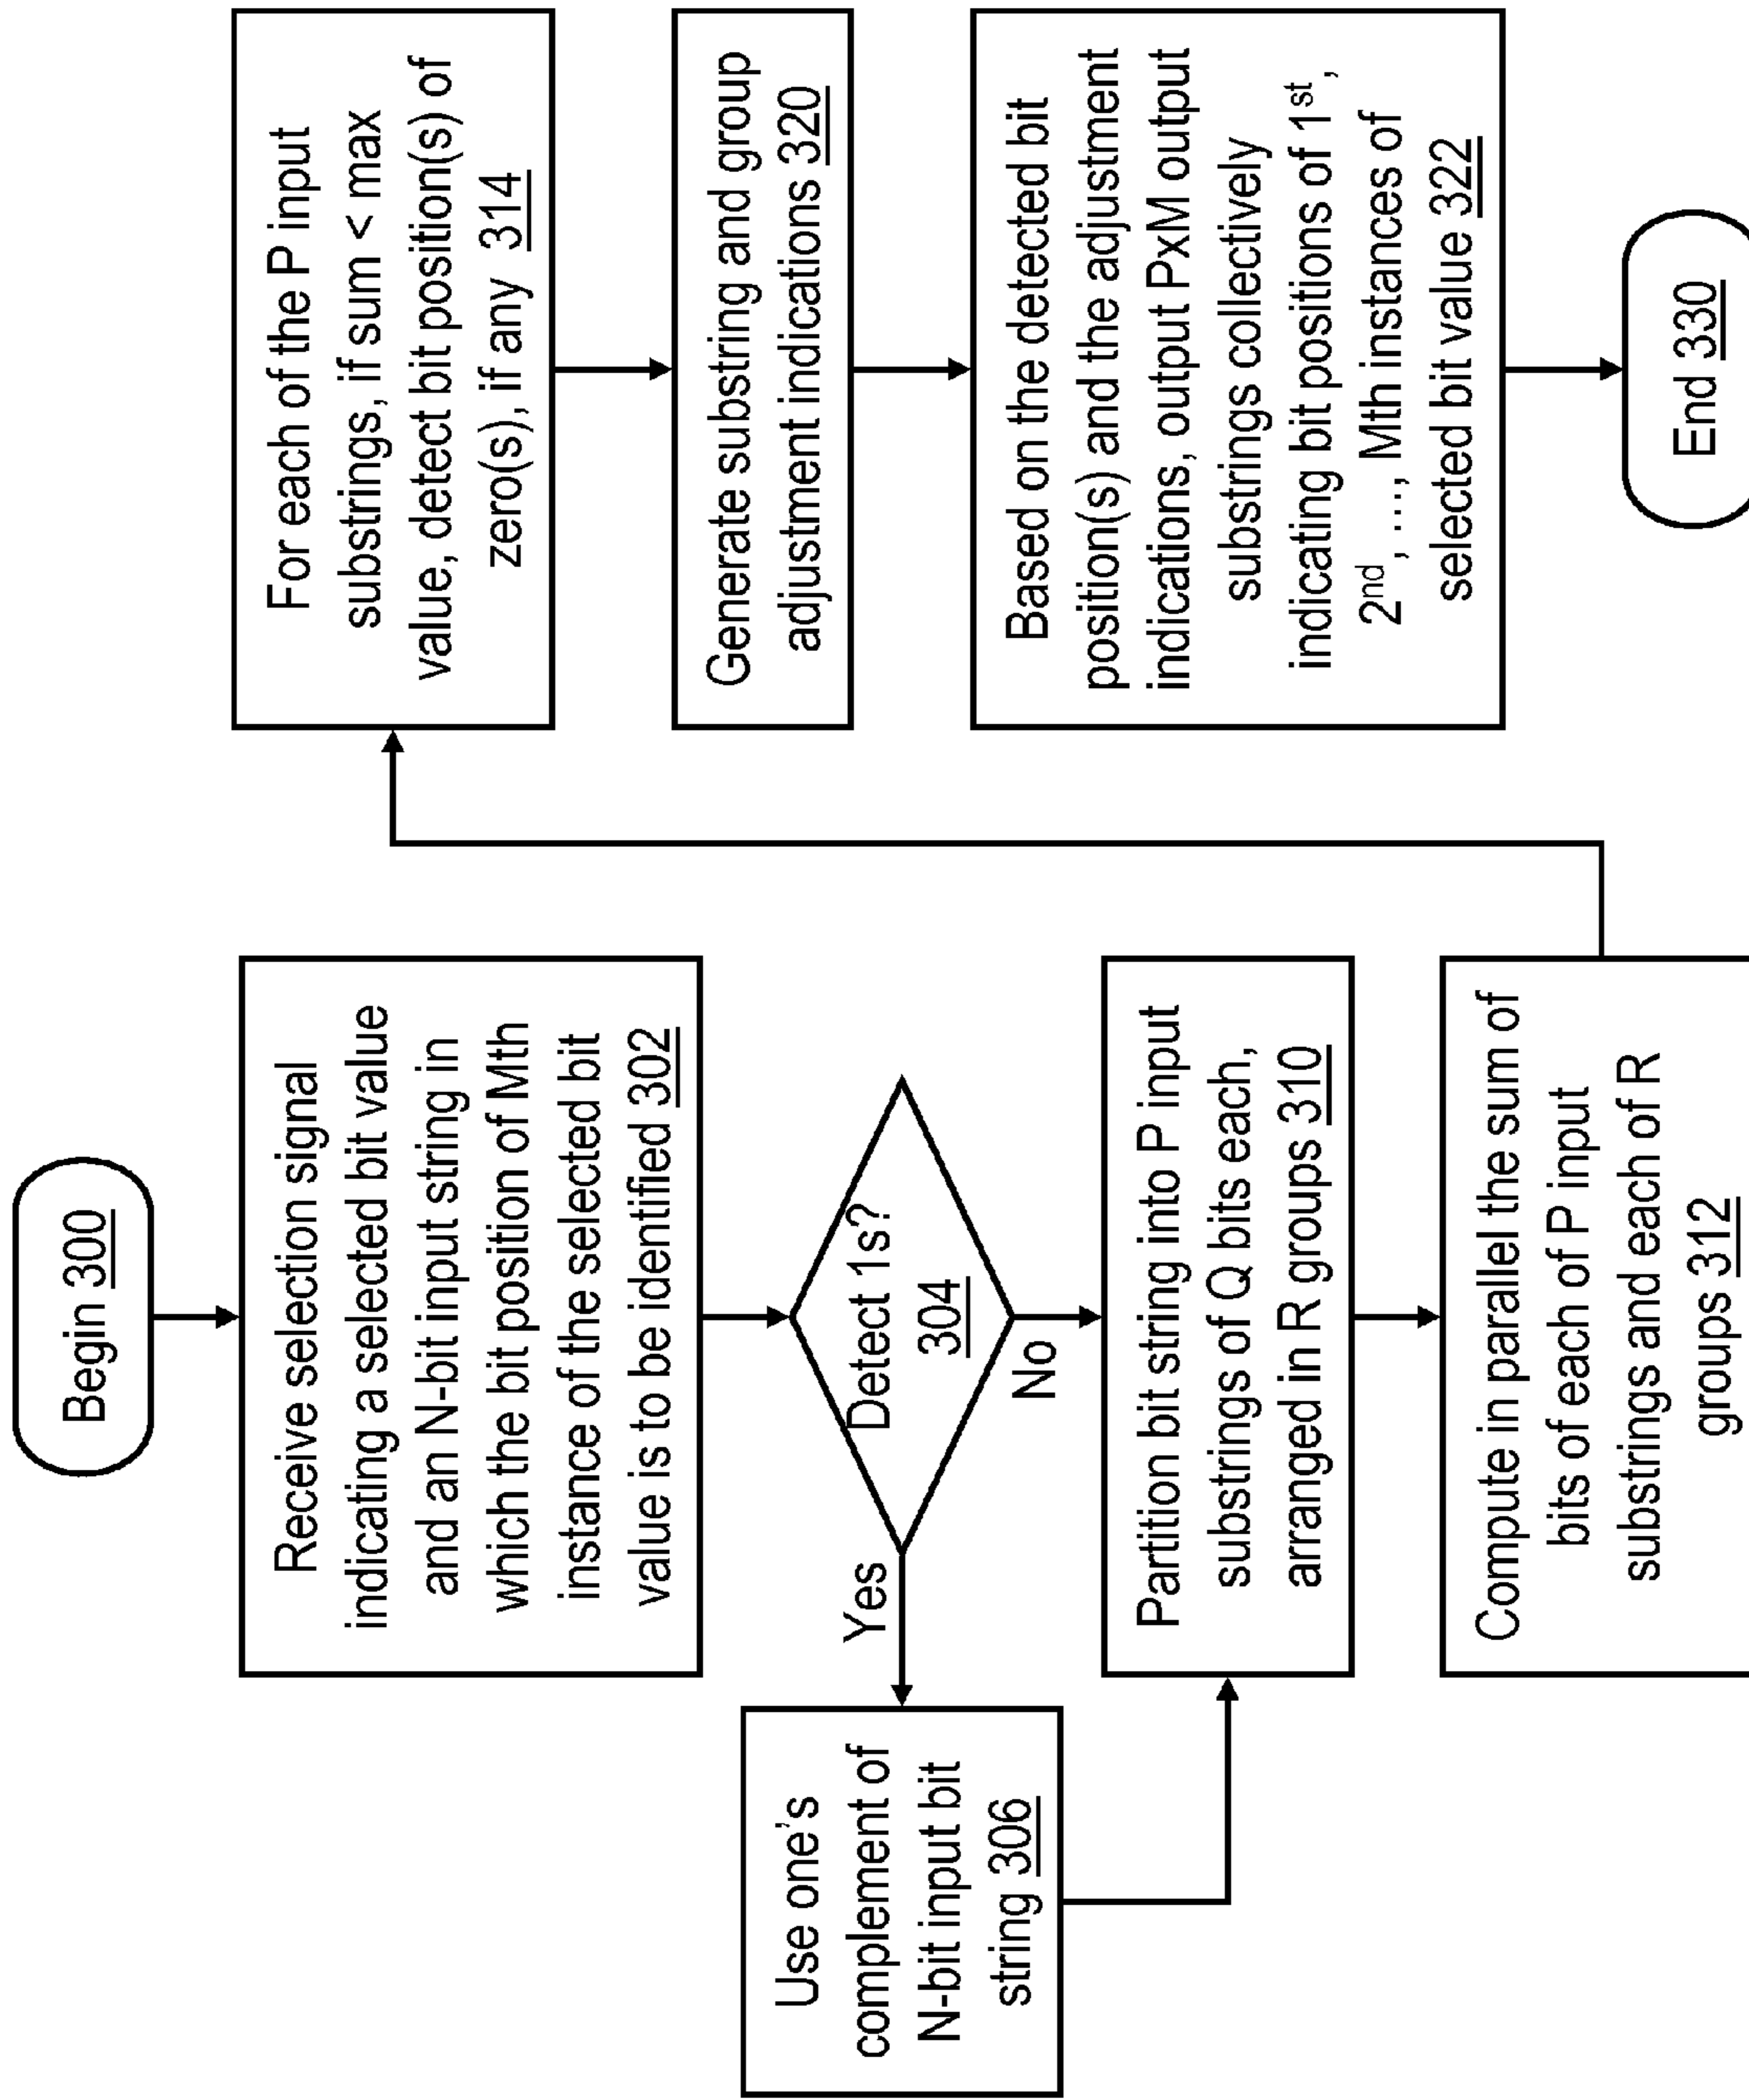 Begin 300
Receive selection signal
indicating a selected bit value
and an N-bit input string in
which the bit position of Mth
instance of the selected bit
value is to be identified 302
Detect 1s?
304
Yes
No
Use one's
complement of
N-bit input bit
string 306
Partition bit string into P input
substrings of Q bits each,
arranged in R groups 310
Compute in parallel the sum of
bits of each of P input
substrings and each of R
groups 312
For each of the P input
substrings, if sum < max
value, detect bit position(s) of
zero(s), if any 314
Generate substring and group
adjustment indications 320
Based on the detected bit
position(s) and the adjustment
indications, output PxM output
substrings collectively
indicating bit positions of 1st,
2nd, ..., Mth instances of
selected bit value 322
End 330